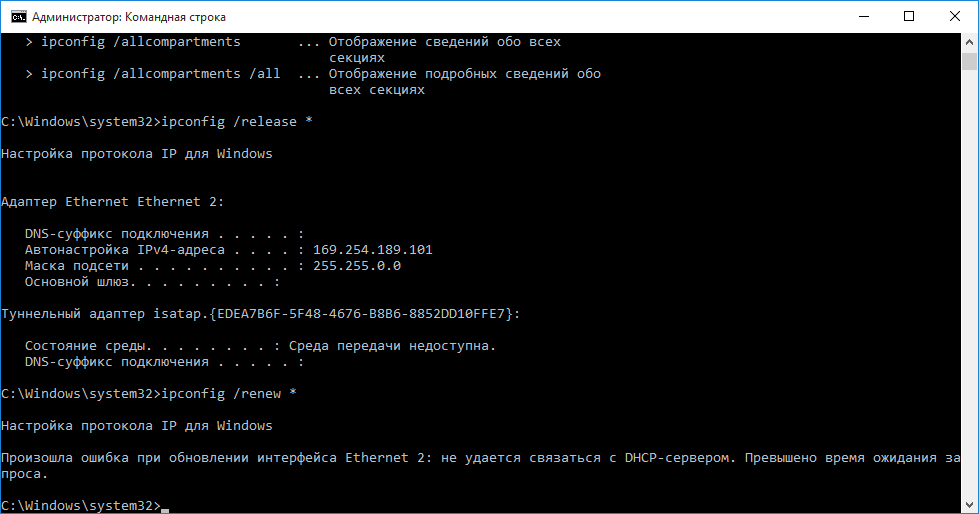 Администратор: Командная строка
> ipconfig /allcompartments ... Отображение сведений обо всех
секциях
> ipconfig /allcompartments /all ... Отображение подробных сведений обо
всех секциях
C:\Windows\system32>ipconfig /release *
Настройка протокола IP для Windows
Адаптер Ethernet Ethernet 2:
DNS-суффикс подключения . . . . . :
Автонастройка IPv4-адреса . . . . : 169.254.189.101
Маска подсети . . . . . . . . . . : 255.255.0.0
Основной шлюз. . . . . . . . . :
Туннельный адаптер isatap.{EDEA7B6F-5F48-4676-B8B6-8852DD10FFE7}:
Состояние среды. . . . . . . . : Среда передачи недоступна.
DNS-суффикс подключения . . . . . :
C:\Windows\system32>ipconfig /renew *
Настройка протокола IP для Windows
Произошла ошибка при обновлении интерфейса Ethernet 2: не удается связаться с DHCP-сервером. Превышено время ожидания за
проса.
C:\Windows\system32>